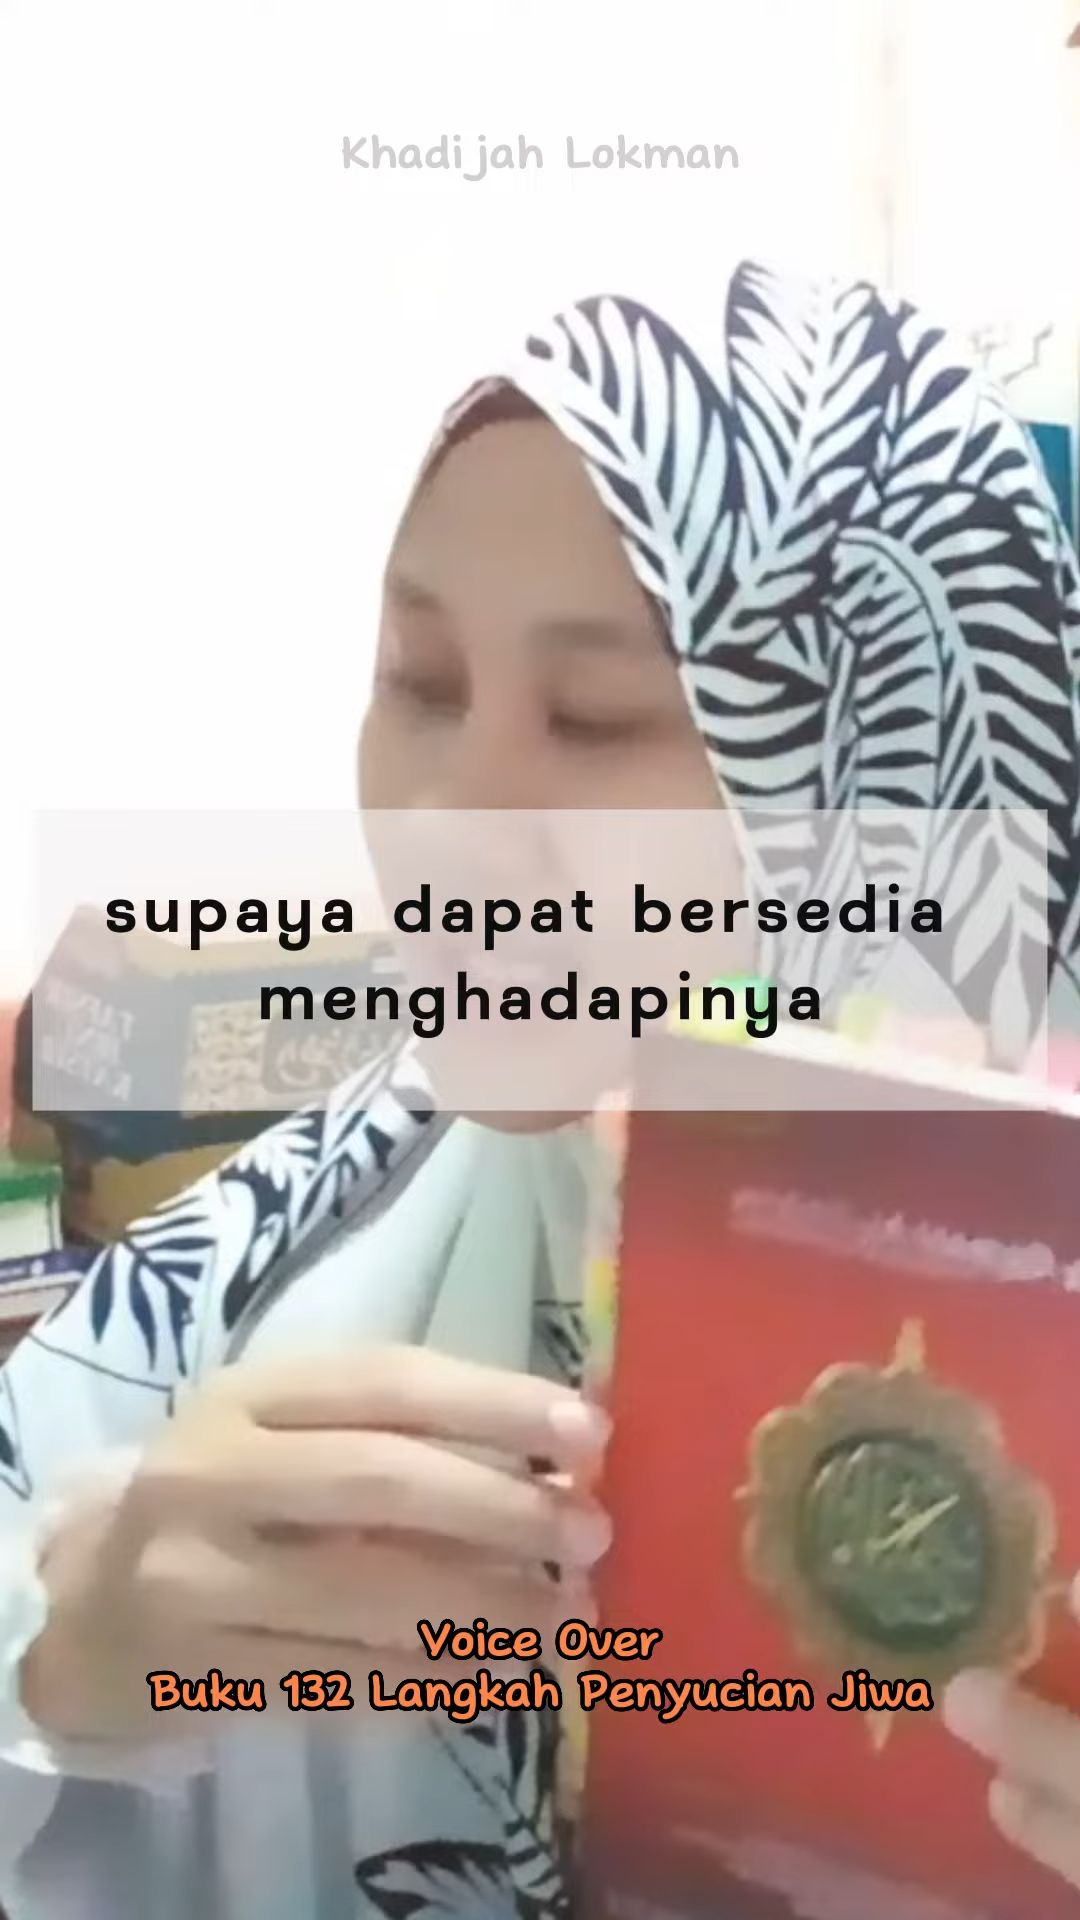 Khadijah Lokman
supaya dapat bersedia
menghadapinya
Voice Over
Buku 132 Langkah Penyucian Jiwa